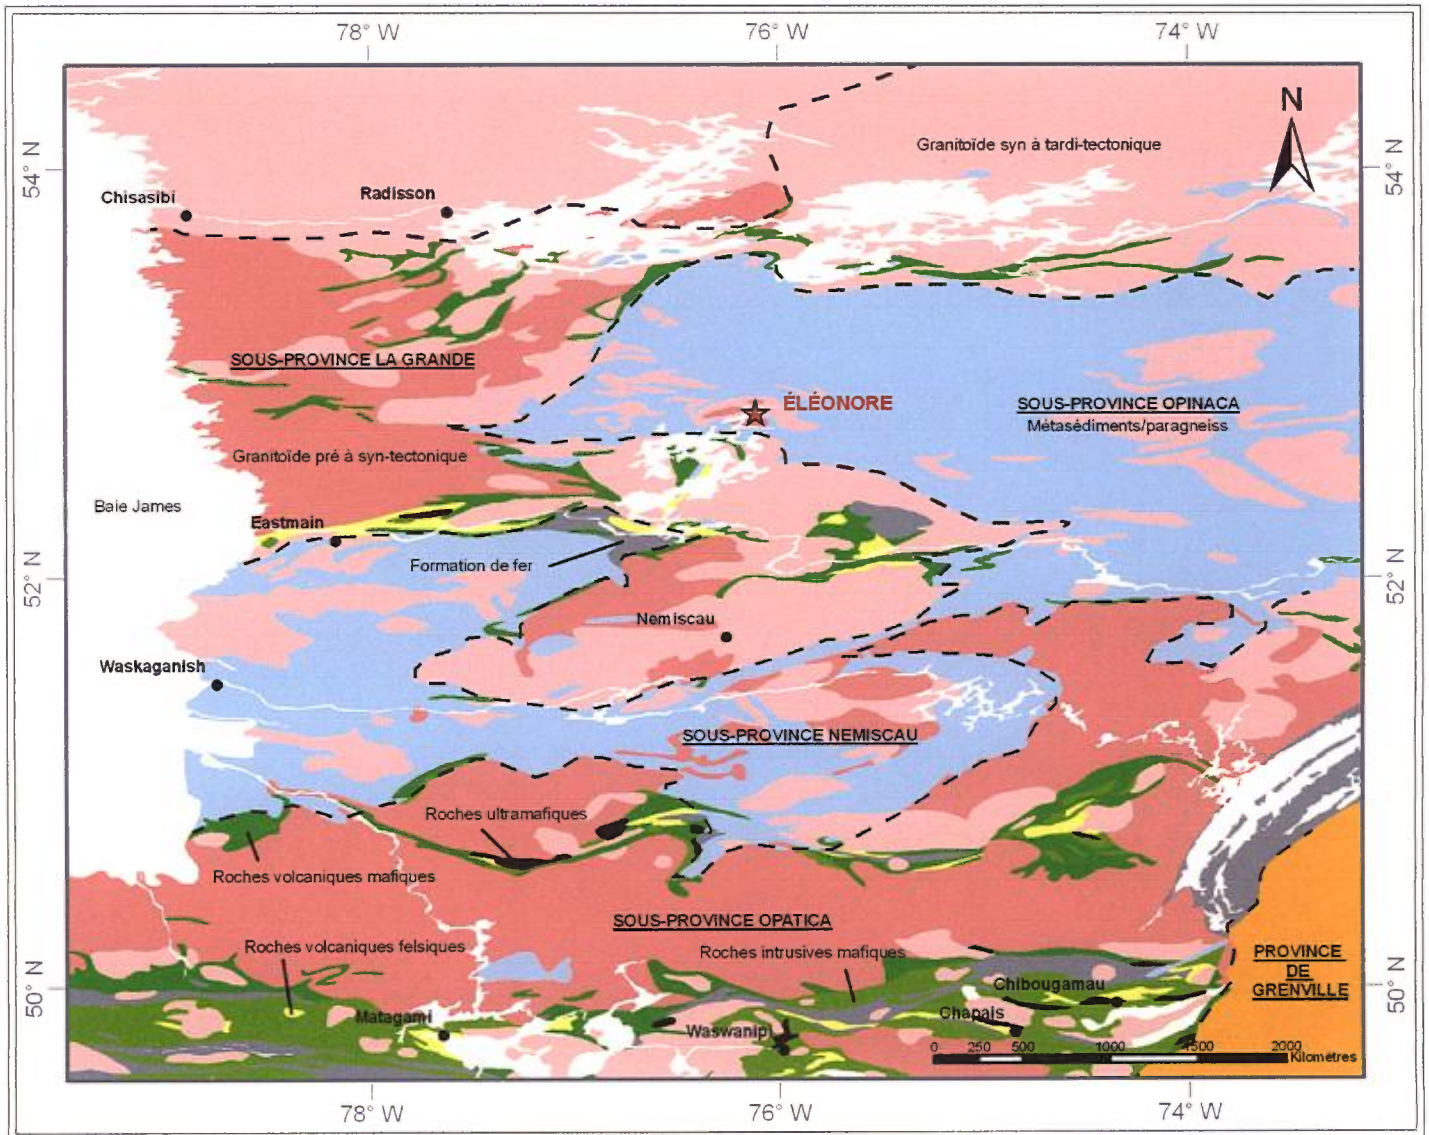 78° W
76° W
74° W
N
54° N
54° N
Granitoïde syn à tardi-tectonique
Chisasibi
Radisson
SOUS-PROVINCE LA GRANDE
ÉLÉONORE
SOUS-PROVINCE OPINACA
Métasédiments/paragneiss
Granitoïde pré à syn-tectonique
Baie James
Eastmain
Formation de fer
52° N
52° N
Nemiscau
Waskaganish
SOUS-PROVINCE NEMISCAU
Roches ultramafiques
Roches volcaniques mafiques
SOUS-PROVINCE OPATICA
Roches volcaniques felsiques
Roches intrusives mafiques
PROVINCE
DE
GRENVILLE
50° N
50° N
Chibougamau
Chapais
Matagami
Waswanipi
0 250 500 1000 1500 2000
Kilomètres
78° W
76° W
74° W